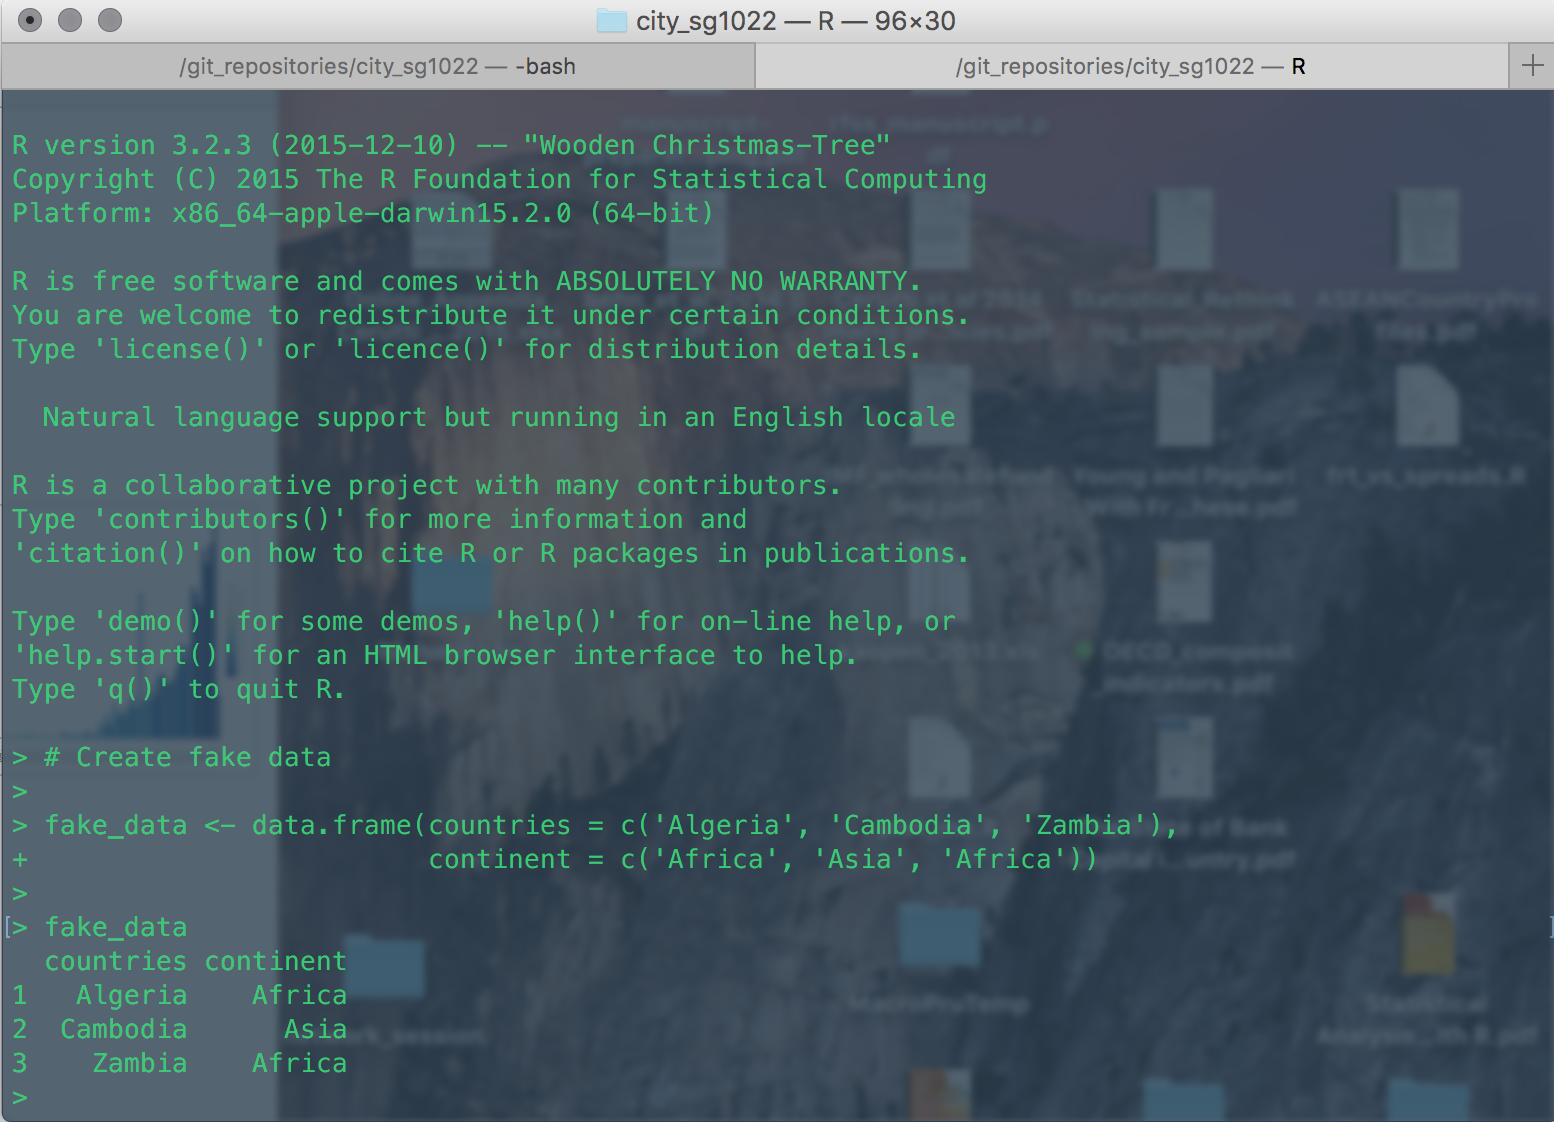 city_sg1022 — R — 96×30
/git_repositories/city_sg1022 — -bash
/git_repositories/city_sg1022 — R
R version 3.2.3 (2015-12-10) -- "Wooden Christmas-Tree"
Copyright (C) 2015 The R Foundation for Statistical Computing
Platform: x86_64-apple-darwin15.2.0 (64-bit)
R is free software and comes with ABSOLUTELY NO WARRANTY.
You are welcome to redistribute it under certain conditions.
Type 'license()' or 'licence()' for distribution details.
  Natural language support but running in an English locale
R is a collaborative project with many contributors.
Type 'contributors()' for more information and
'citation()' on how to cite R or R packages in publications.
Type 'demo()' for some demos, 'help()' for on-line help, or
'help.start()' for an HTML browser interface to help.
Type 'q()' to quit R.
> # Create fake data
>
> fake_data <- data.frame(countries = c('Algeria', 'Cambodia', 'Zambia'),
+                         continent = c('Africa', 'Asia', 'Africa'))
>
[> fake_data ]
  countries continent
1   Algeria    Africa
2  Cambodia      Asia
3    Zambia    Africa
>